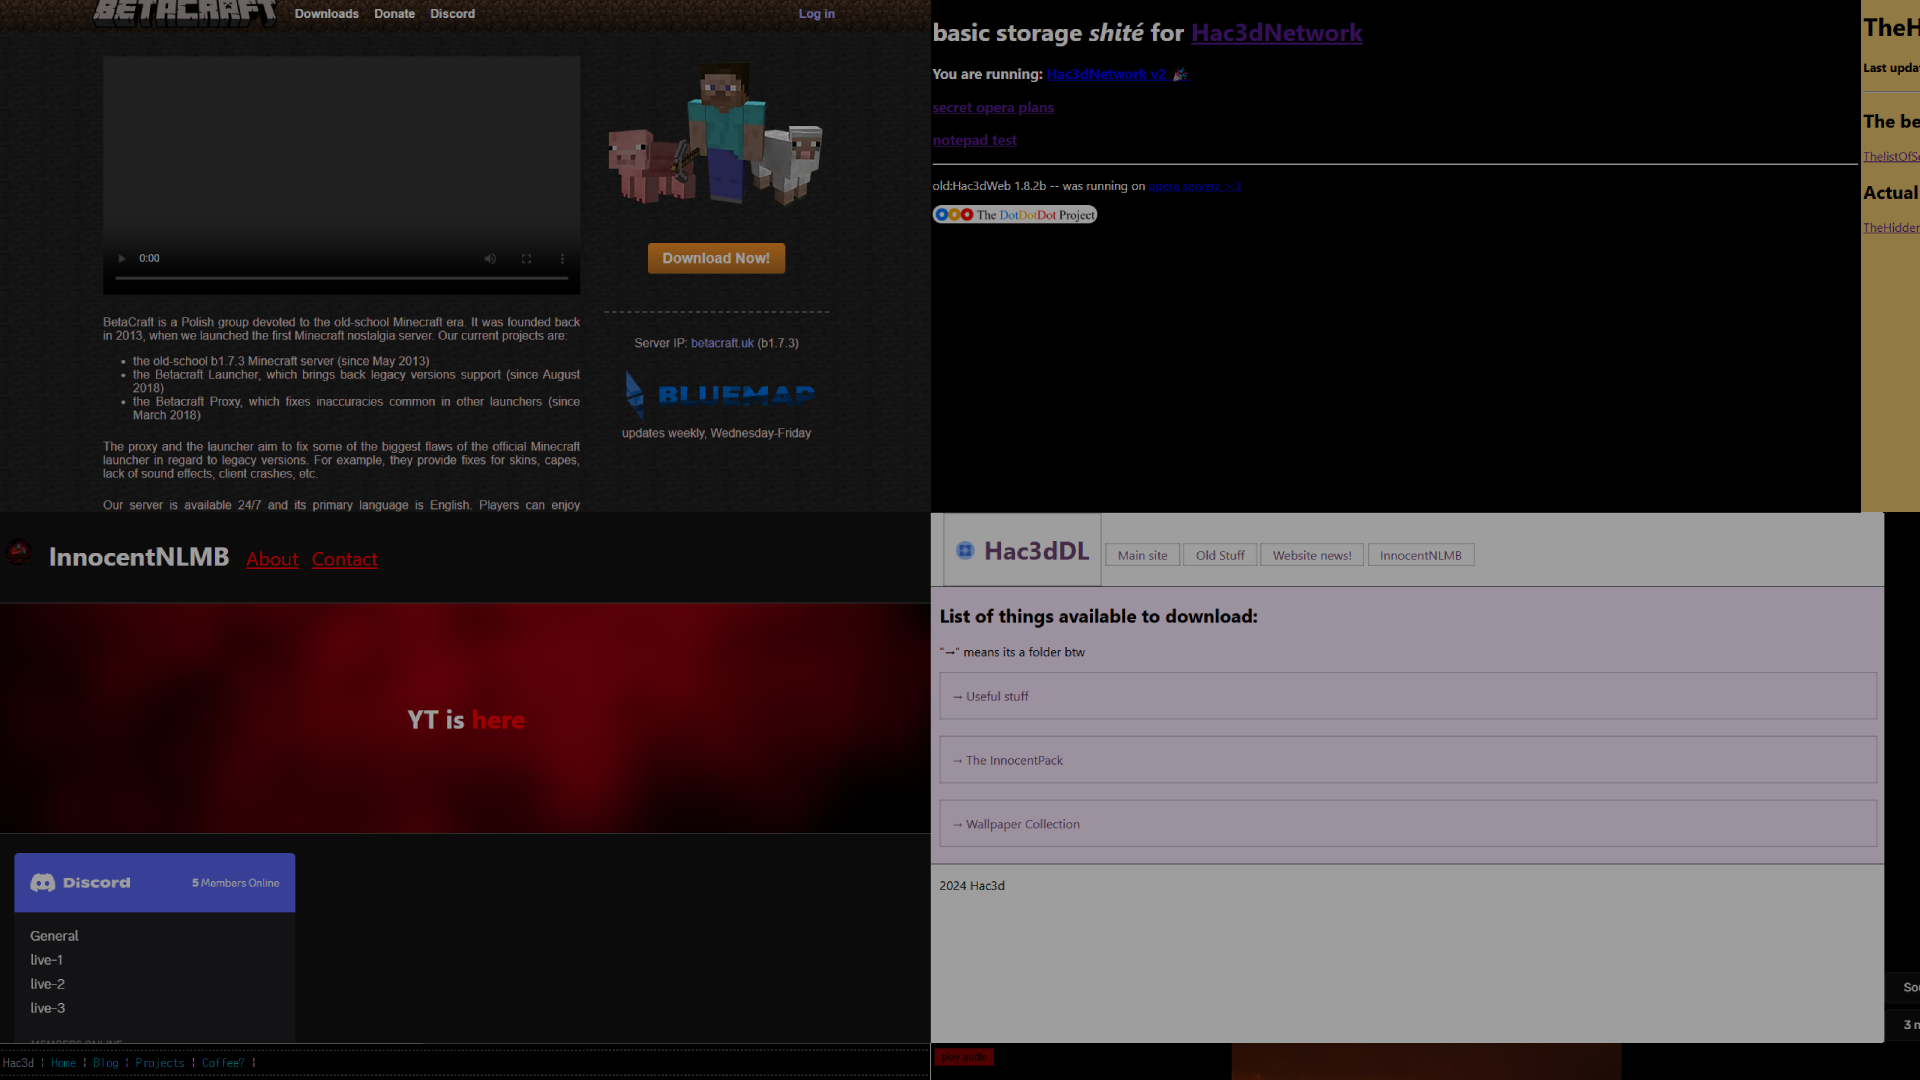 BETACRAFT
Downloads Donate Discord
Log in
0:00
Download Now!
BetaCraft is a Polish group devoted to the old-school Minecraft era. It was founded back
in 2013, when we launched the first Minecraft nostalgia server. Our current projects are:
the old-school b1.7.3 Minecraft server (since May 2013)
the Betacraft Launcher, which brings back legacy versions support (since August
2018)
the Betacraft Proxy, which fixes inaccuracies common in other launchers (since
March 2018)
The proxy and the launcher aim to fix some of the biggest flaws of the official Minecraft
launcher in regard to legacy versions. For example, they provide fixes for skins, capes,
lack of sound effects, client crashes, etc.
Our server is available 24/7 and its primary language is English. Players can enjoy
Server IP: betacraft.uk (b1.7.3)
BLUEMAP
updates weekly, Wednesday-Friday
basic storage shité for Hac3dNetwork
You are running: Hac3dNetwork v2 🎉
secret opera plans
notepad test
old:Hac3dWeb 1.8.2b -- was running on opera serverz >:3
The DotDotDot Project
TheH
Last upda
The be
ThelistOfS
Actual
TheHidden
InnocentNLMB About Contact
YT is here
Discord
5 Members Online
General
live-1
live-2
live-3
MEMBERS ONLINE
Hac3dDL
Main site
Old Stuff
Website news!
InnocentNLMB
List of things available to download:
"→" means its a folder btw
→ Useful stuff
→ The InnocentPack
→ Wallpaper Collection
2024 Hac3d
Sou
3 m
Hac3d ¦ Home ¦ Blog ¦ Projects ¦ Coffee? ¦
play audio